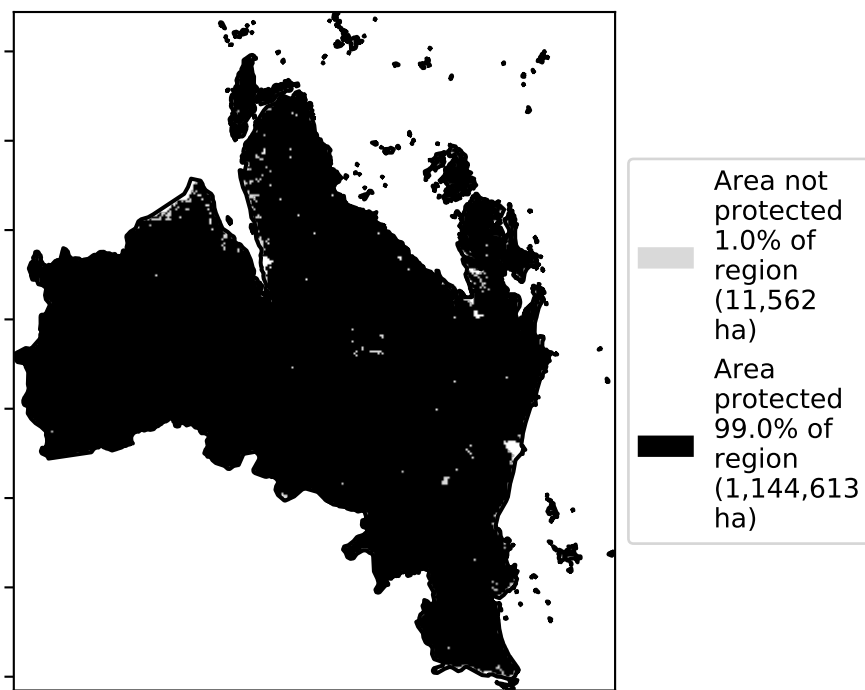 Area not
protected
1.0% of
region
(11,562
ha)
Area
protected
99.0% of
region
(1,144,613
ha)